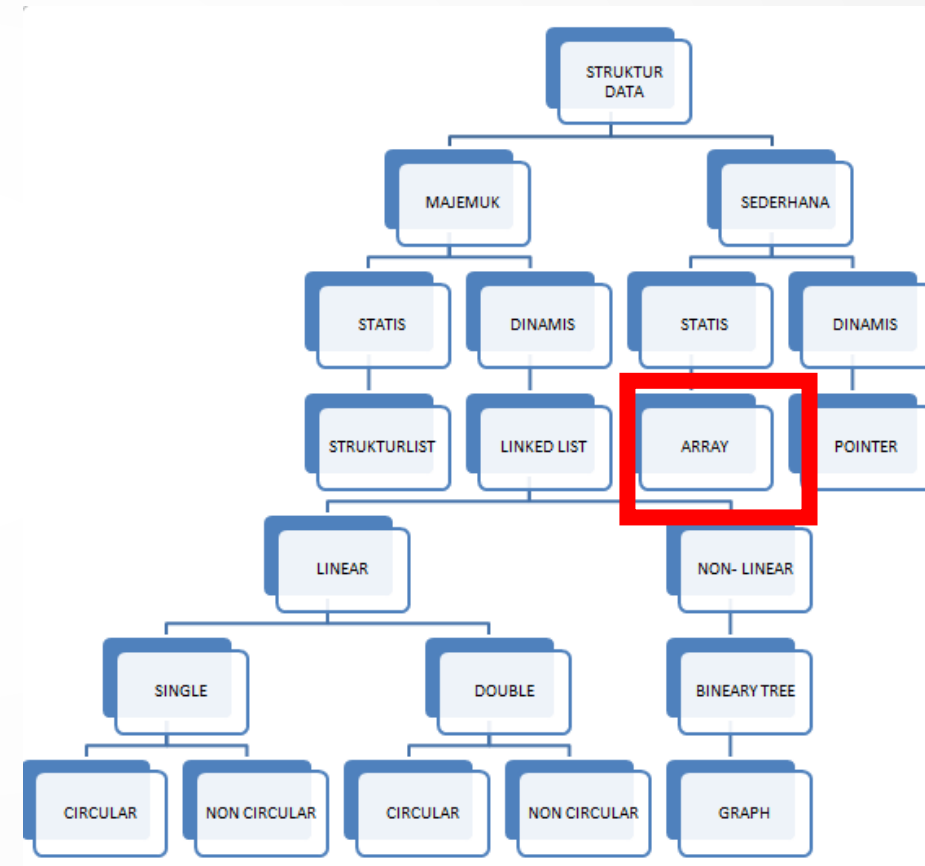 STRUKTUR
DATA
MAJEMUK
SEDERHANA
STATIS
DINAMIS
STATIS
DINAMIS
STRUKTURLIST
LINKED LIST
ARRAY
POINTER
LINEAR
NON- LINEAR
SINGLE
DOUBLE
BINEARY TREE
CIRCULAR
NON CIRCULAR
CIRCULAR
NON CIRCULAR
GRAPH